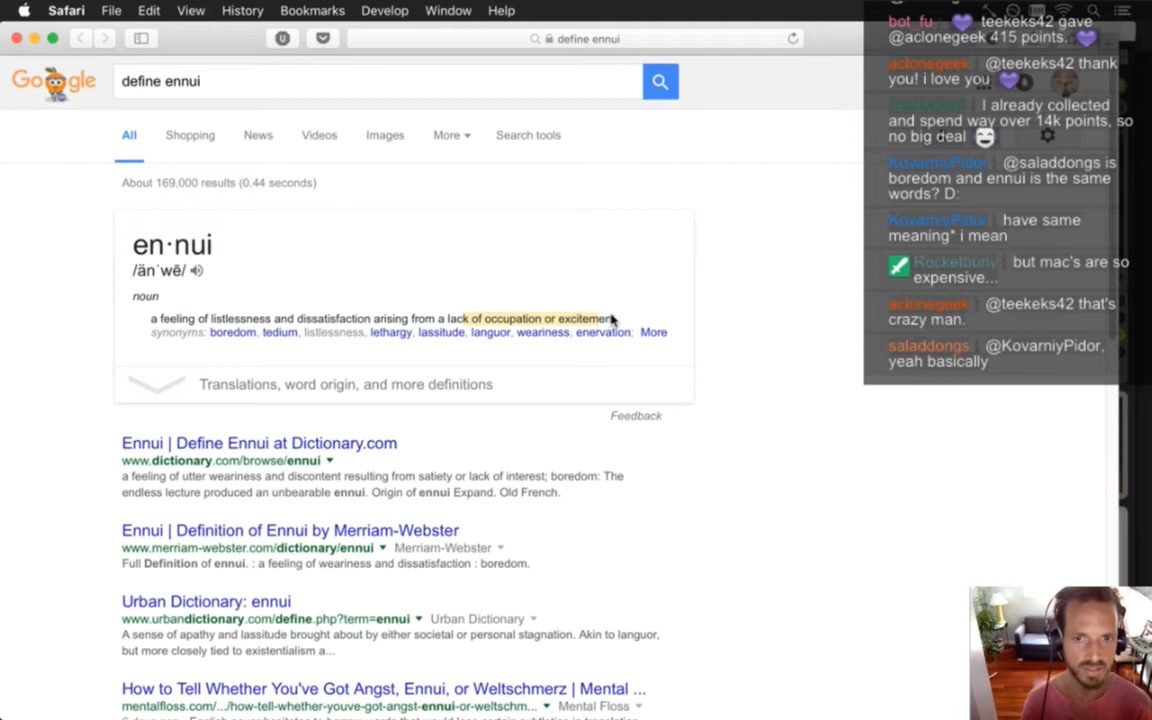 Safari File Edit View History Bookmarks Develop Window Help
define ennui
Google
define ennui
All Shopping News Videos Images More Search tools
About 169,000 results (0.44 seconds)
en·nui
/änˈwē/
noun
a feeling of listlessness and dissatisfaction arising from a lack of occupation or excitement
synonyms: boredom, tedium, listlessness, lethargy, lassitude, languor, weariness, enervation; More
Translations, word origin, and more definitions
Feedback
Ennui | Define Ennui at Dictionary.com
www.dictionary.com/browse/ennui
a feeling of utter weariness and discontent resulting from satiety or lack of interest; boredom: The
endless lecture produced an unbearable ennui. Origin of ennui Expand. Old French.
Ennui | Definition of Ennui by Merriam-Webster
www.merriam-webster.com/dictionary/ennui Merriam-Webster
Full Definition of ennui. : a feeling of weariness and dissatisfaction : boredom.
Urban Dictionary: ennui
www.urbandictionary.com/define.php?term=ennui Urban Dictionary
A sense of apathy and lassitude brought about by either societal or personal stagnation. Akin to languor,
but more closely tied to existentialism a...
How to Tell Whether You've Got Angst, Ennui, or Weltschmerz | Mental ...
mentalfloss.com/.../how-tell-whether-youve-got-angst-ennui-or-weltschm... Mental Floss
bot_fu teekeks42 gave
@aclonegeek 415 points.
aclonegeek @teekeks42 thank
you! i love you
Teekeks42 I already collected
and spend way over 14k points, so
no big deal
KovarniyPidor @saladdongs is
boredom and ennui is the same
words? D:
KovarniyPidor have same
meaning* i mean
Rocketbuny but mac's are so
expensive...
aclonegeek @teekeks42 that's
crazy man.
saladdongs @KovarniyPidor,
yeah basically